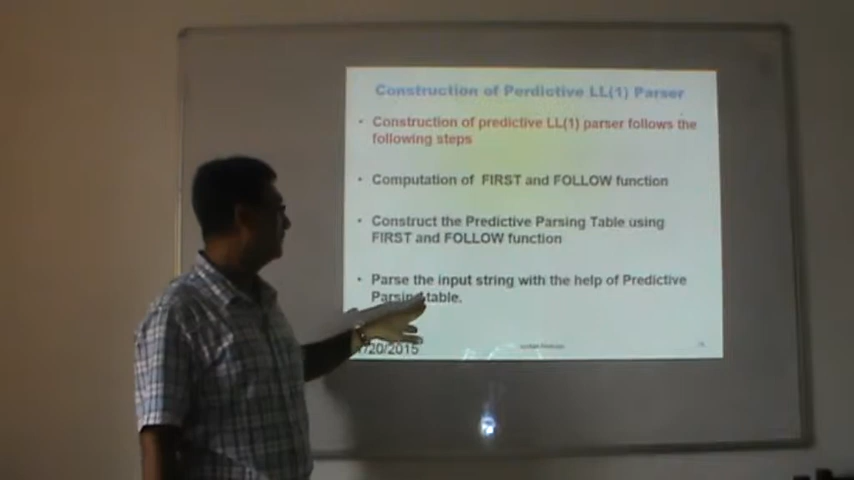 Construction of Perdictive LL(1) Parser
• Construction of predictive LL(1) parser follows the
following steps
• Computation of FIRST and FOLLOW function
• Construct the Predictive Parsing Table using
FIRST and FOLLOW function
• Parse the input string with the help of Predictive
Parsing table.
/20/2015